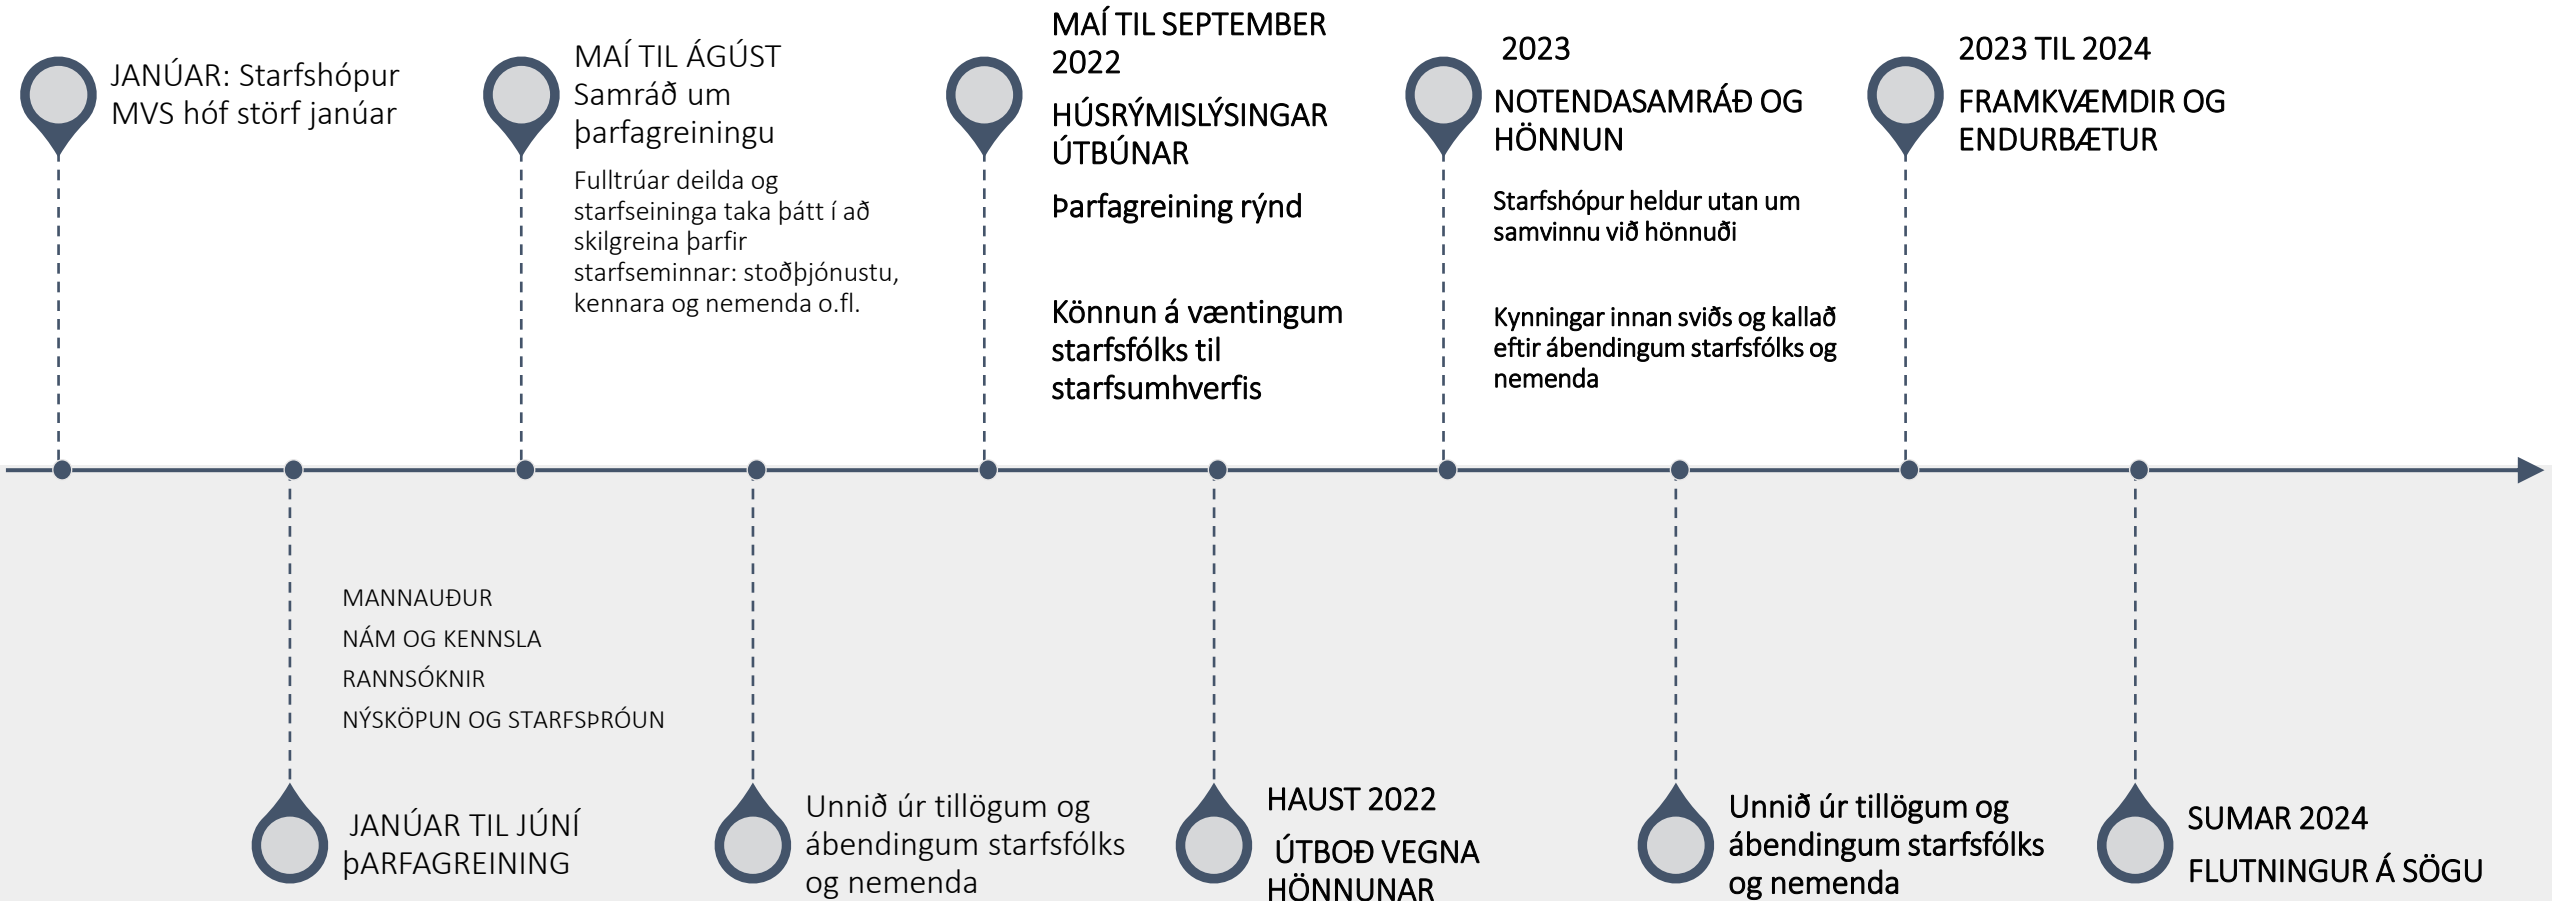 JANÚAR: Starfshópur
MVS hóf störf janúar
MAÍ TIL ÁGÚST
Samráð um
þarfagreiningu
Fulltrúar deilda og
starfseininga taka þátt í að
skilgreina þarfir
starfseminnar: stoðþjónustu,
kennara og nemenda o.fl.
MAÍ TIL SEPTEMBER
2022
HÚSRÝMISLÝSINGAR
ÚTBÚNAR
Þarfagreining rýnd
Könnun á væntingum
starfsfólks til
starfsumhverfis
2023
NOTENDASAMRÁÐ OG
HÖNNUN
Starfshópur heldur utan um
samvinnu við hönnuði
Kynningar innan sviðs og kallað
eftir ábendingum starfsfólks og
nemenda
2023 TIL 2024
FRAMKVÆMDIR OG
ENDURBÆTUR
MANNAUÐUR
NÁM OG KENNSLA
RANNSÓKNIR
NÝSKÖPUN OG STARFSÞRÓUN
JANÚAR TIL JÚNÍ
þARFAGREINING
Unnið úr tillögum og
ábendingum starfsfólks
og nemenda
HAUST 2022
ÚTBOÐ VEGNA
HÖNNUNAR
Unnið úr tillögum og
ábendingum starfsfólks
og nemenda
SUMAR 2024
FLUTNINGUR Á SÖGU